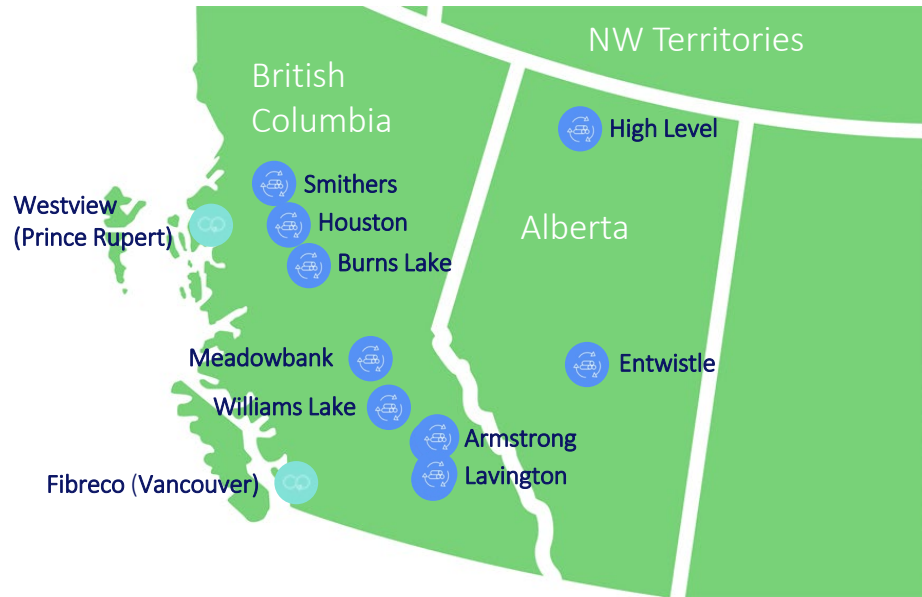 NW Territories
British
Columbia
High Level
Smithers
Westview
(Prince Rupert)
Houston
Alberta
Burns Lake
Meadowbank
Entwistle
Williams Lake
Armstrong
Lavington
Fibreco (Vancouver)